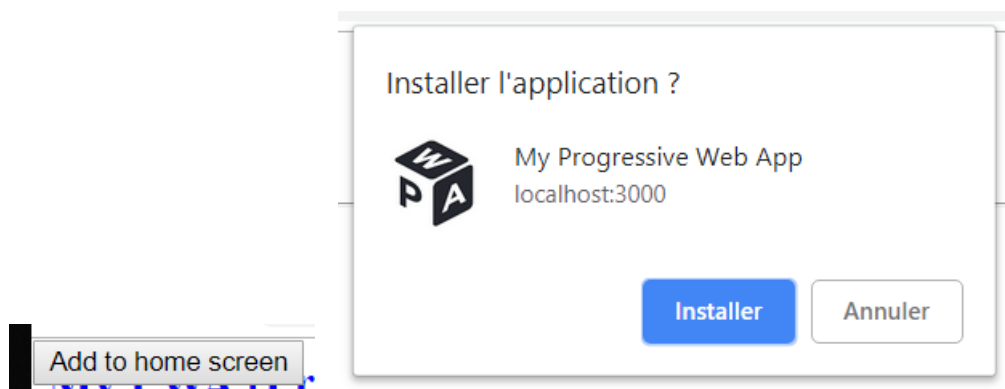 Installer l'application ?
W
P A
My Progressive Web App
localhost:3000
Installer
Annuler
Add to home screen